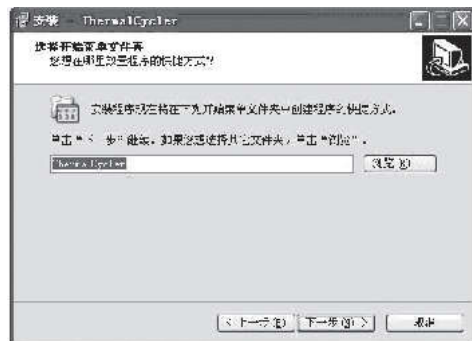 安装 - ThermalCycler
选择开始菜单文件夹
您想在哪里放置程序的快捷方式?
安装程序现在将在下列开始菜单文件夹中创建程序的快捷方式。
单击“下一步”继续。如果您想选择其它文件夹，单击“浏览”。
ThermalCycler
浏览(R)...
< 上一步(B)
下一步(N) >
取消